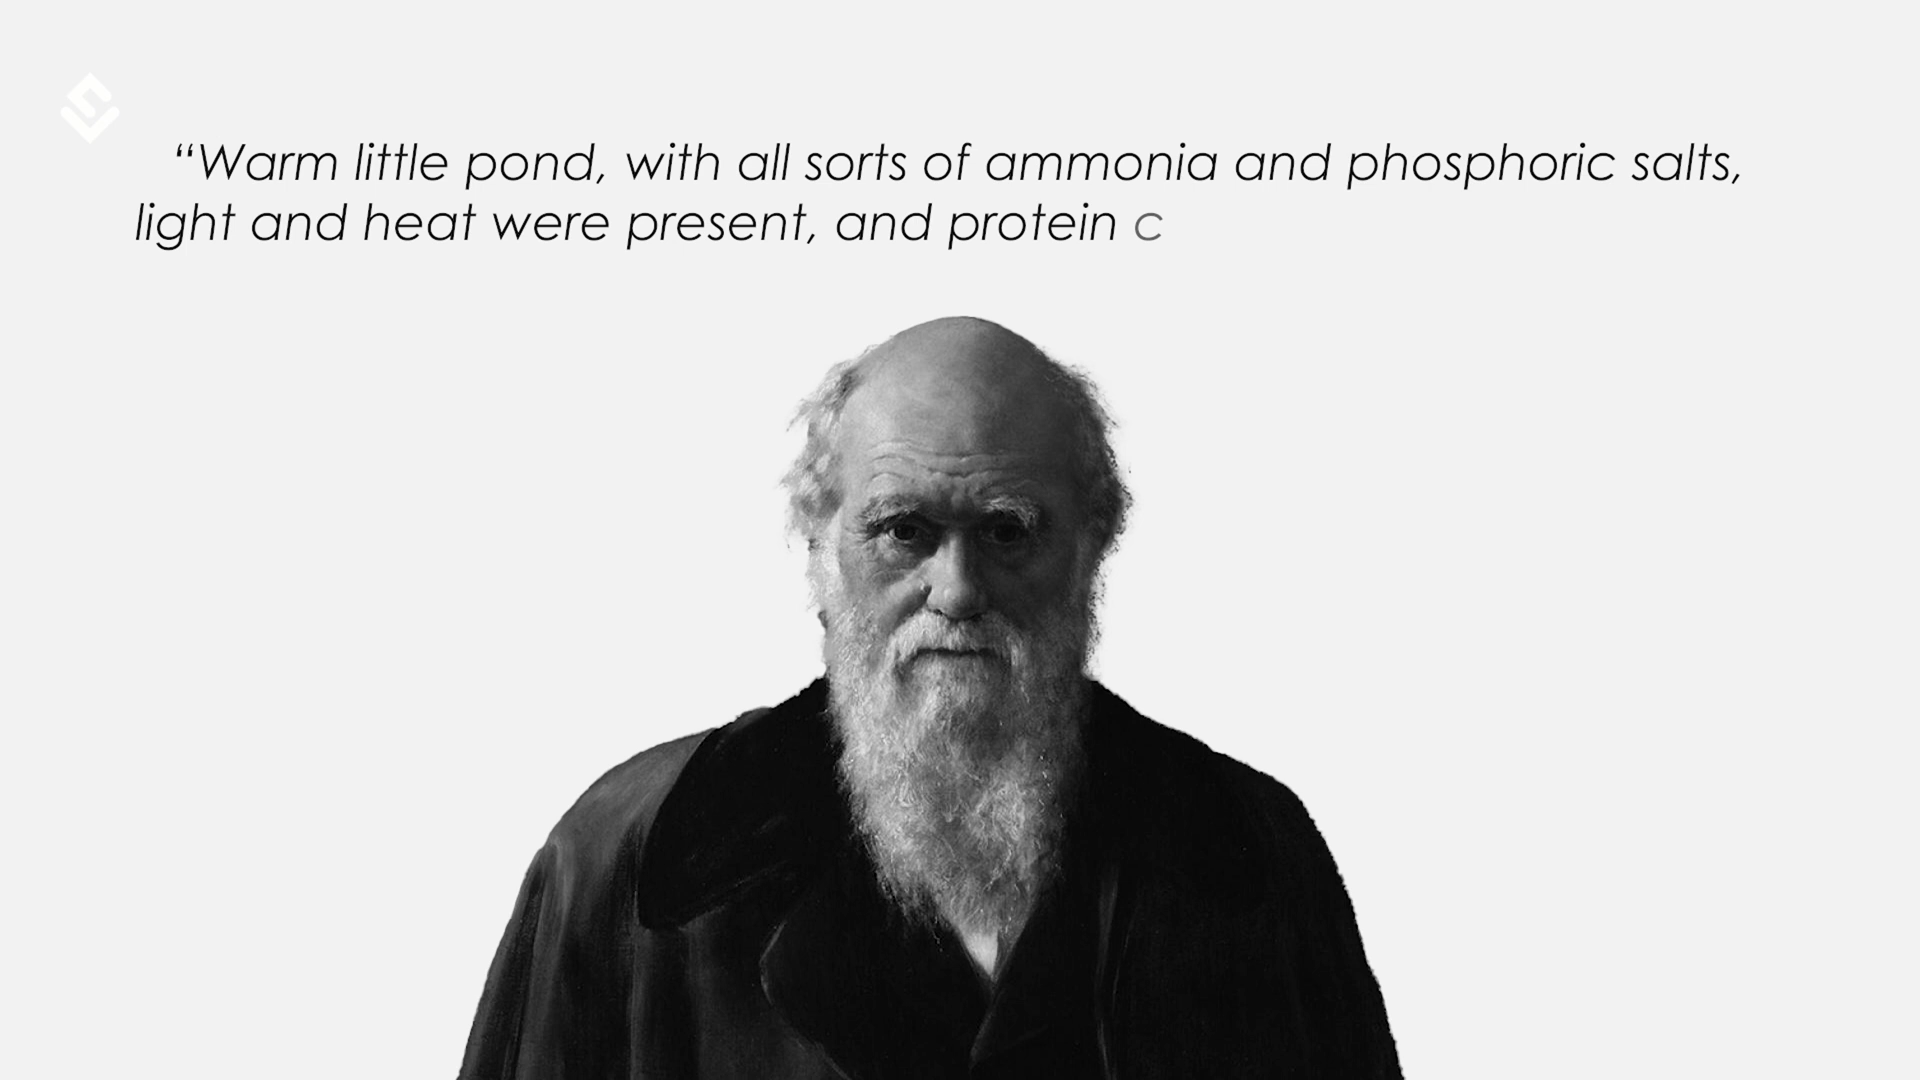 “Warm little pond, with all sorts of ammonia and phosphoric salts,
light and heat were present, and protein c